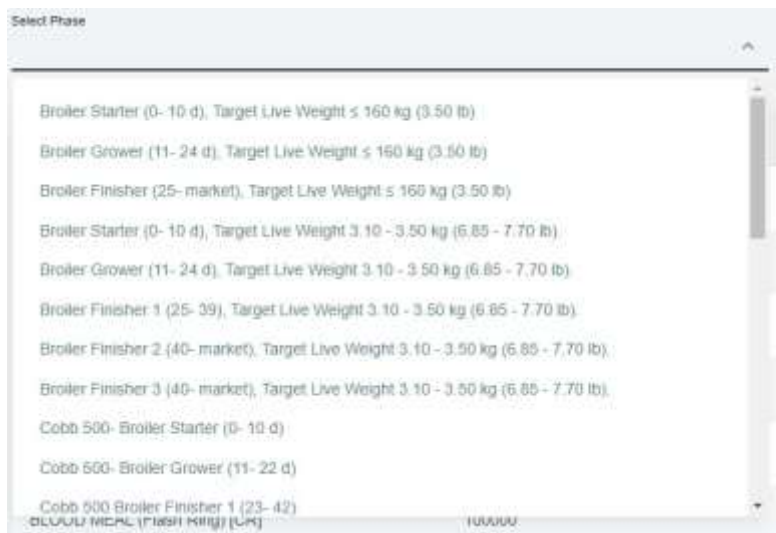 Select Phase
Broiler Starter (0- 10 d), Target Live Weight ≤ 160 kg (3.50 lb)
Broiler Grower (11- 24 d), Target Live Weight ≤ 160 kg (3.50 lb)
Broiler Finisher (25- market), Target Live Weight ≤ 160 kg (3.50 lb)
Broiler Starter (0- 10 d), Target Live Weight 3.10 - 3.50 kg (6.85 - 7.70 lb).
Broiler Grower (11- 24 d), Target Live Weight 3.10 - 3.50 kg (6.85 - 7.70 lb).
Broiler Finisher 1 (25- 39), Target Live Weight 3.10 - 3.50 kg (6.85 - 7.70 lb).
Broiler Finisher 2 (40- market), Target Live Weight 3.10 - 3.50 kg (6.85 - 7.70 lb).
Broiler Finisher 3 (40- market), Target Live Weight 3.10 - 3.50 kg (6.85 - 7.70 lb).
Cobb 500- Broiler Starter (0- 10 d)
Cobb 500- Broiler Grower (11- 22 d)
Cobb 500 Broiler Finisher 1 (23- 42)
BLOOD MEAL (Flash Ring) [CR] 100000